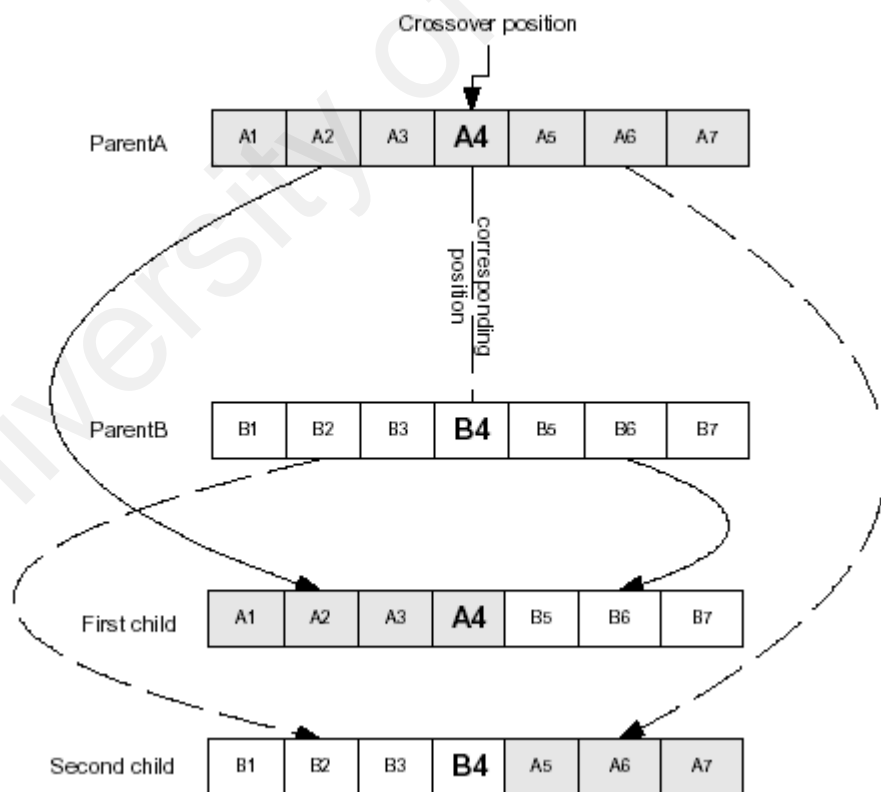 Crossover position
ParentA A1 A2 A3 A4 A5 A6 A7
corresponding
position
ParentB B1 B2 B3 B4 B5 B6 B7
First child A1 A2 A3 A4 B5 B6 B7
Second child B1 B2 B3 B4 A5 A6 A7